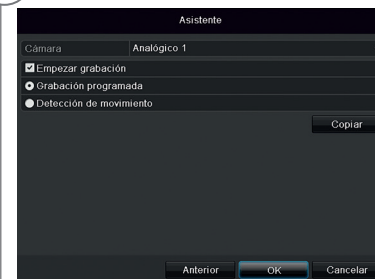 Asistente
Cámara Analógico 1
Empezar grabación
Grabación programada
Detección de movimiento
Copiar
Anterior OK Cancelar